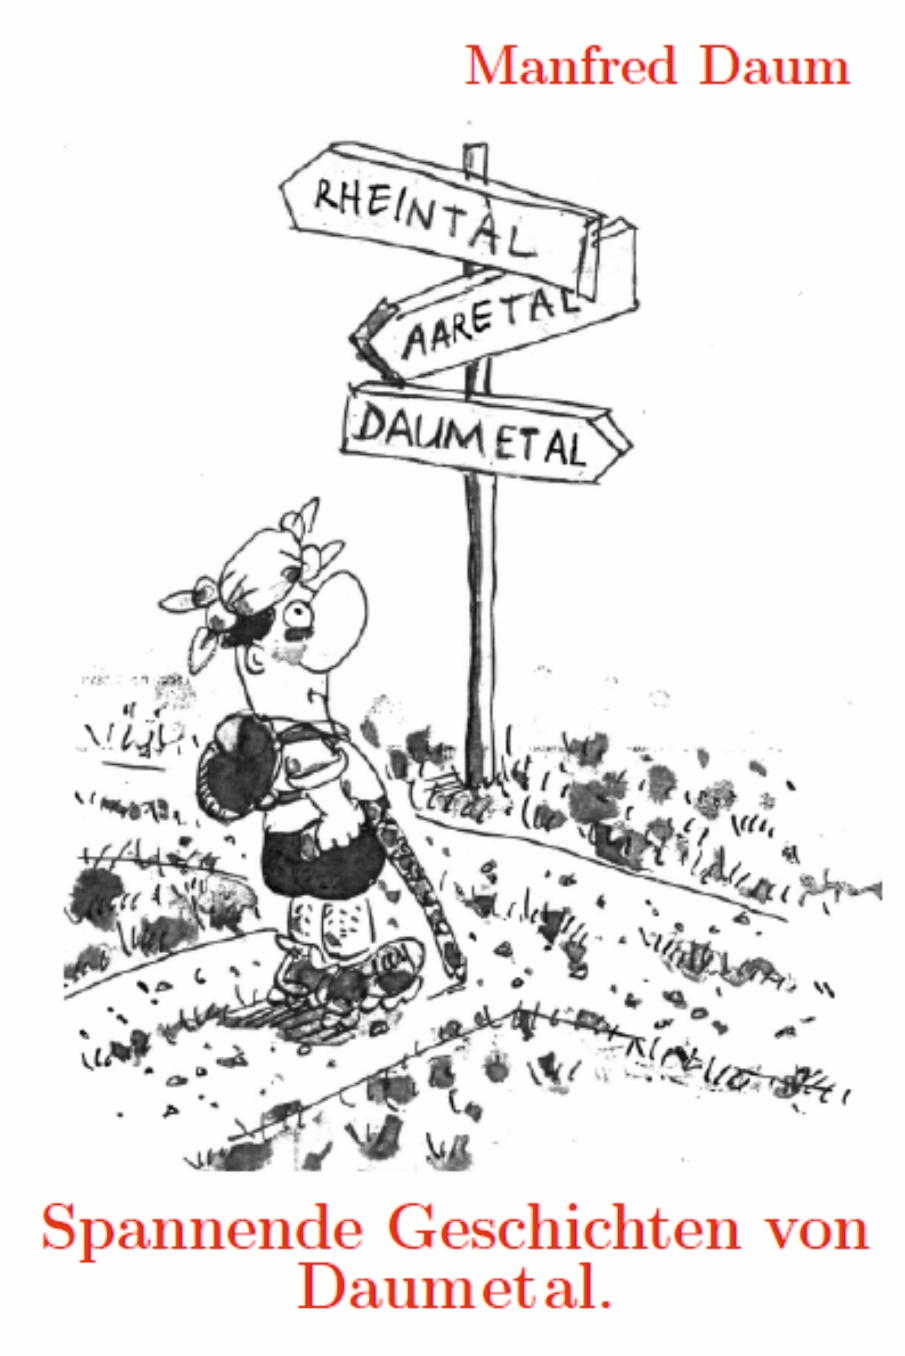 Manfred Daum
RHEINTAL
AARETAL
DAUMETAL
Spannende Geschichten von
Daumetal.